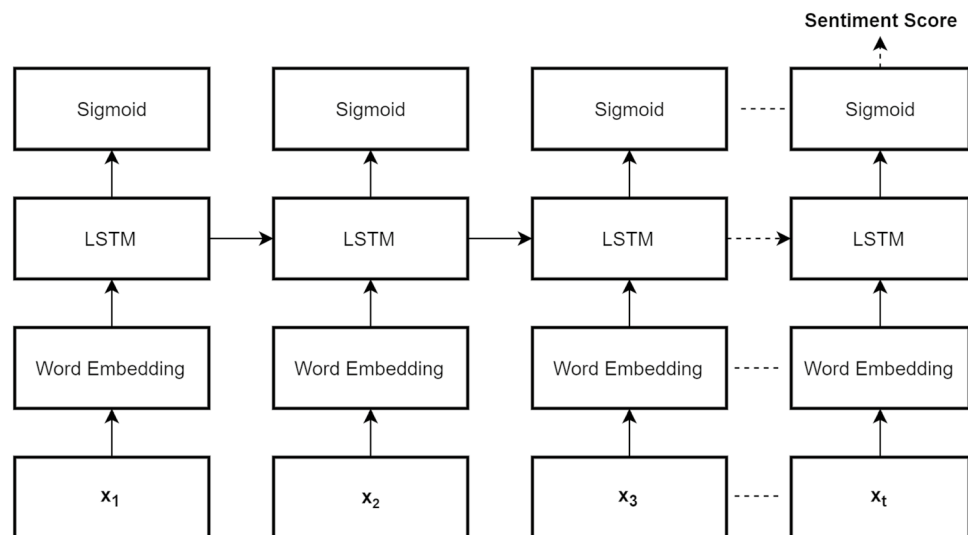 Sentiment Score
Sigmoid Sigmoid Sigmoid Sigmoid
LSTM LSTM LSTM LSTM
Word Embedding Word Embedding Word Embedding Word Embedding
x1 x2 x3 xt